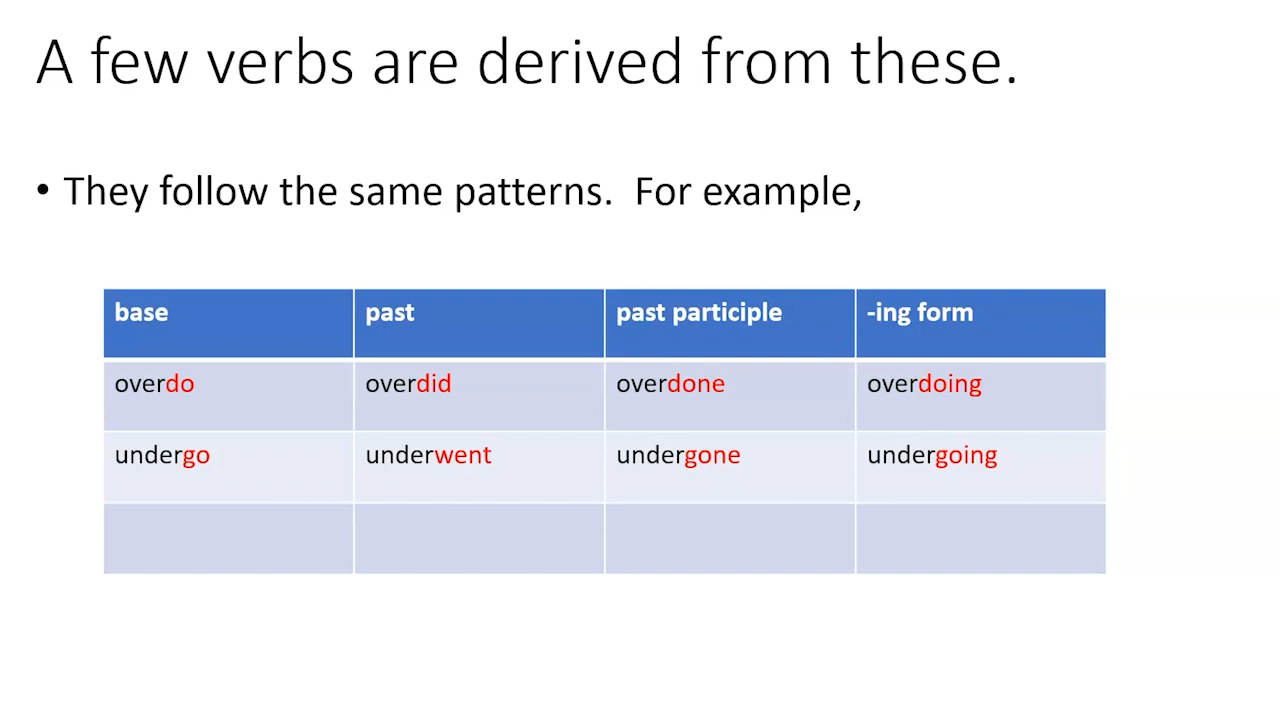 A few verbs are derived from these.
• They follow the same patterns.  For example,
base past past participle -ing form
overdo overdid overdone overdoing
undergo underwent undergone undergoing